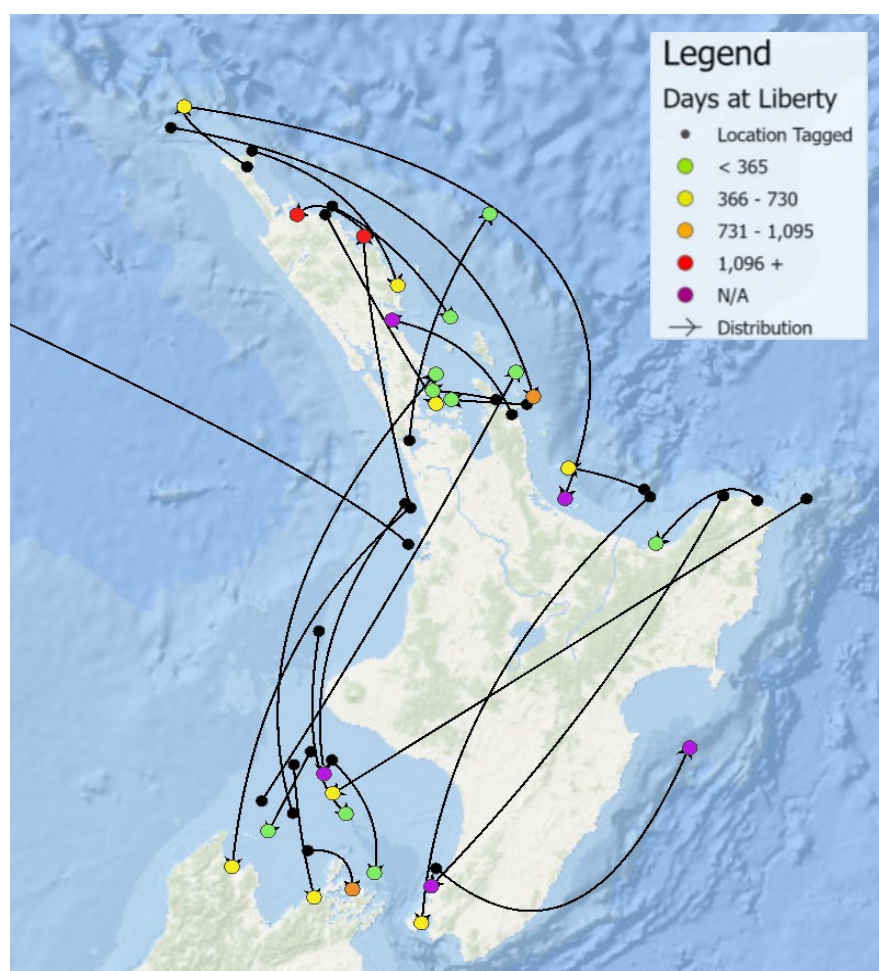 Legend
Days at Liberty
Location Tagged
< 365
366 - 730
731 - 1,095
1,096 +
N/A
Distribution